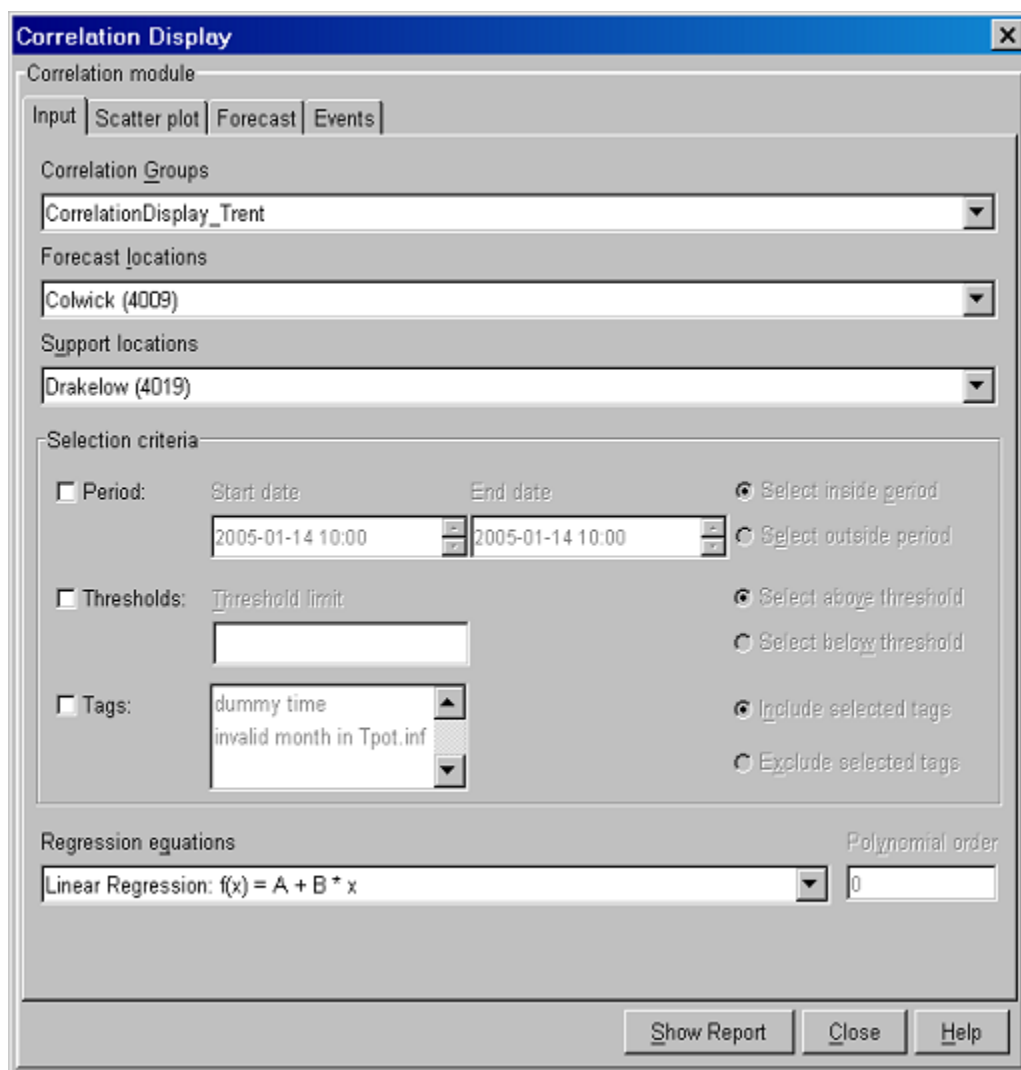 Correlation Display
Correlation module
Input Scatter plot Forecast Events
Correlation Groups
CorrelationDisplay_Trent
Forecast locations
Colwick (4009)
Support locations
Drakelow (4019)
Selection criteria
Period: Start date End date Select inside period
2005-01-14 10:00 2005-01-14 10:00 Select outside period
Thresholds: Threshold limit Select above threshold
Select below threshold
Tags: dummy time Include selected tags
invalid month in Tpot.inf
Exclude selected tags
Regression equations Polynomial order
Linear Regression: f(x) = A + B * x 0
Show Report Close Help